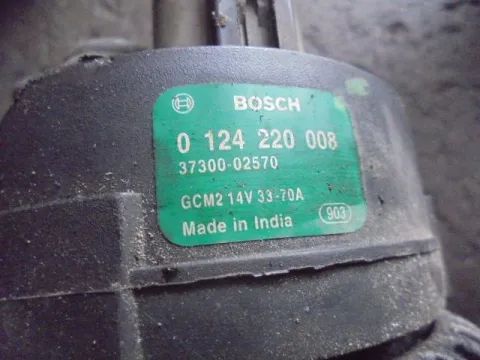 BOSCH
0 124 220 008
37300-02570
GCM2 14V 33-70A
Made in India 903